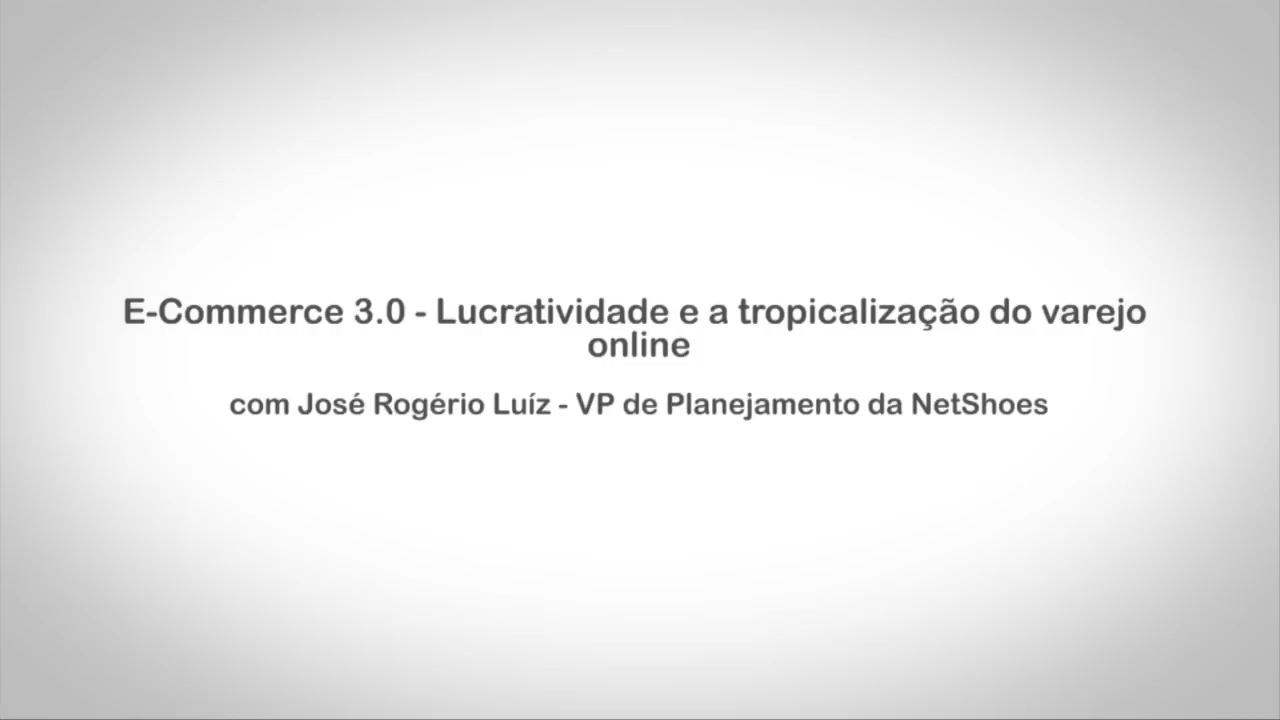 E-Commerce 3.0 - Lucratividade e a tropicalização do varejo
online
com José Rogério Luíz - VP de Planejamento da NetShoes